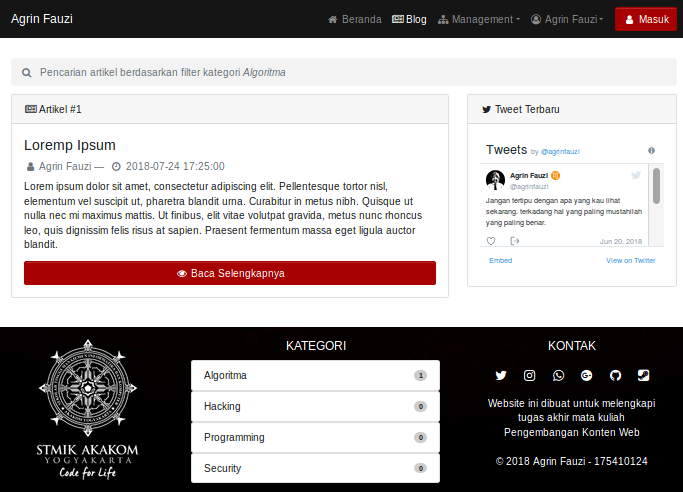 Agrin Fauzi
Beranda
Blog
Management
Agrin Fauzi
Masuk
Pencarian artikel berdasarkan filter kategori Algoritma
Artikel #1
Loremp Ipsum
Agrin Fauzi — 2018-07-24 17:25:00
Lorem ipsum dolor sit amet, consectetur adipiscing elit. Pellentesque tortor nisl,
elementum vel suscipit ut, pharetra blandit urna. Curabitur in metus nibh. Quisque ut
nulla nec mi maximus mattis. Ut finibus, elit vitae volutpat gravida, metus nunc rhoncus
leo, quis dignissim felis risus at sapien. Praesent fermentum massa eget ligula auctor
blandit.
Baca Selengkapnya
Tweet Terbaru
Tweets by @agrinfauzi
Agrin Fauzi
@agrinfauzi
Jangan tertipu dengan apa yang kau lihat
sekarang, terkadang hal yang paling mustahilah
yang paling benar.
Jun 20, 2018
Embed
View on Twitter
STMIK AKAKOM
YOGYAKARTA
Code for Life
KATEGORI
Algoritma 1
Hacking 0
Programming 0
Security 0
KONTAK
Website ini dibuat untuk melengkapi
tugas akhir mata kuliah
Pengembangan Konten Web
© 2018 Agrin Fauzi - 175410124